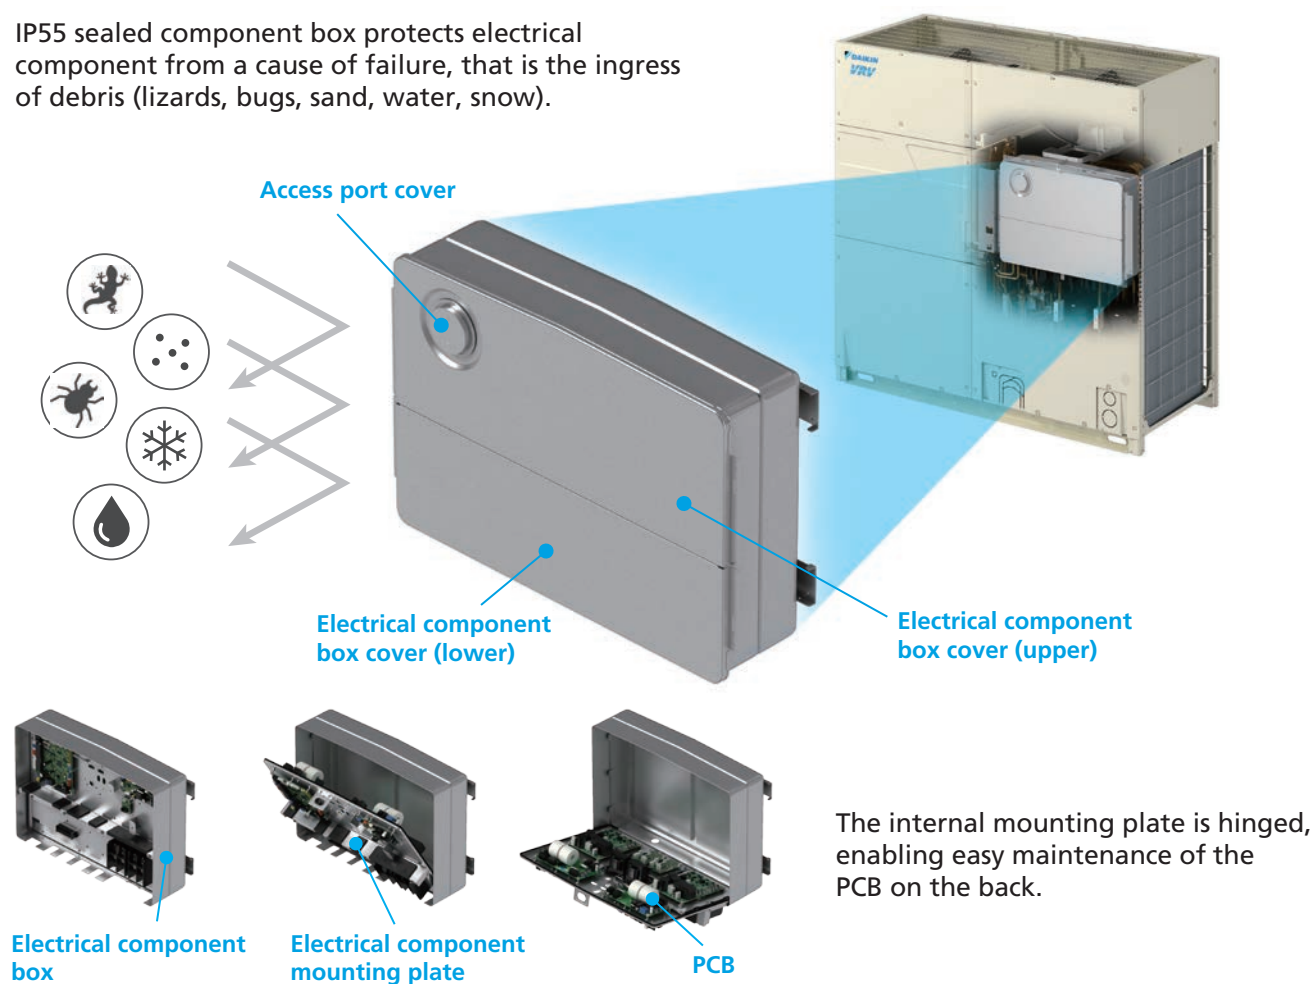 IP55 sealed component box protects electrical
component from a cause of failure, that is the ingress
of debris (lizards, bugs, sand, water, snow).
DAIKIN
VRV
Access port cover
Electrical component
box cover (lower)
Electrical component
box cover (upper)
The internal mounting plate is hinged,
enabling easy maintenance of the
PCB on the back.
Electrical component
box
Electrical component
mounting plate
PCB